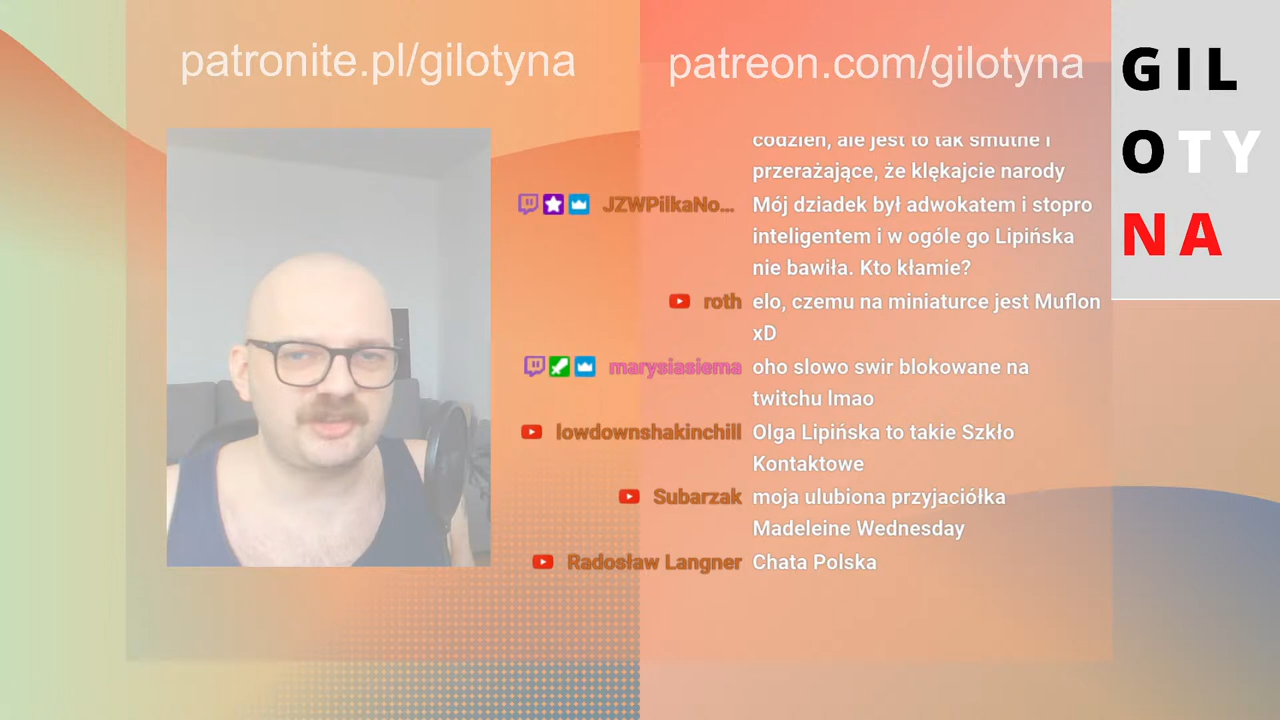 patronite.pl/gilotyna
patreon.com/gilotyna
GIL
OTY
NA
codzień, ale jest to tak smutne i
przerażające, że klękajcie narody
JZWPilkaNo... Mój dziadek był adwokatem i stopro
inteligentem i w ogóle go Lipińska
nie bawiła. Kto kłamie?
roth elo, czemu na miniaturce jest Muflon
xD
marysiasiema oho slowo swir blokowane na
twitchu lmao
lowdownshakinchill Olga Lipińska to takie Szkło
Kontaktowe
Subarzak moja ulubiona przyjaciółka
Madeleine Wednesday
Radosław Langner Chata Polska